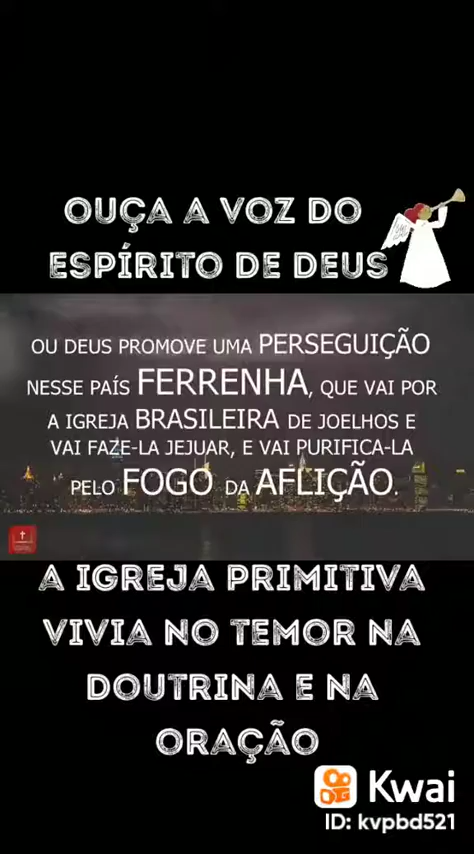 OUÇA A VOZ DO
ESPÍRITO DE DEUS
OU DEUS PROMOVE UMA PERSEGUIÇÃO
NESSE PAÍS FERRENHA, QUE VAI POR
A IGREJA BRASILEIRA DE JOELHOS E
VAI FAZE-LA JEJUAR, E VAI PURIFICA-LA
PELO FOGO DA AFLIÇÃO.
A IGREJA PRIMITIVA
VIVIA NO TEMOR NA
DOUTRINA E NA
ORAÇÃO
Kwai
ID: kvpbd521